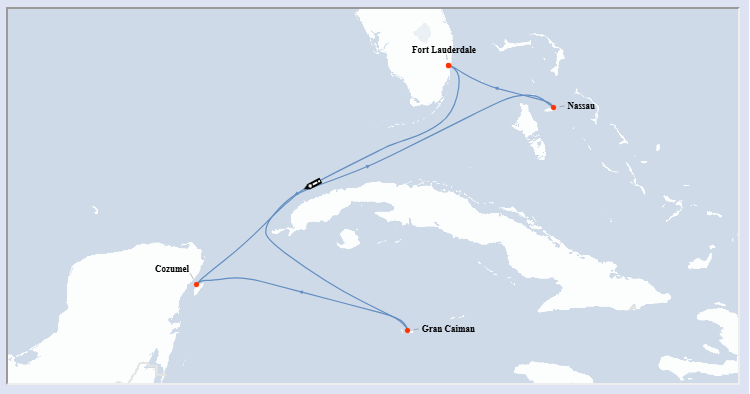 Fort Lauderdale
Nassau
Cozumel
Gran Caiman